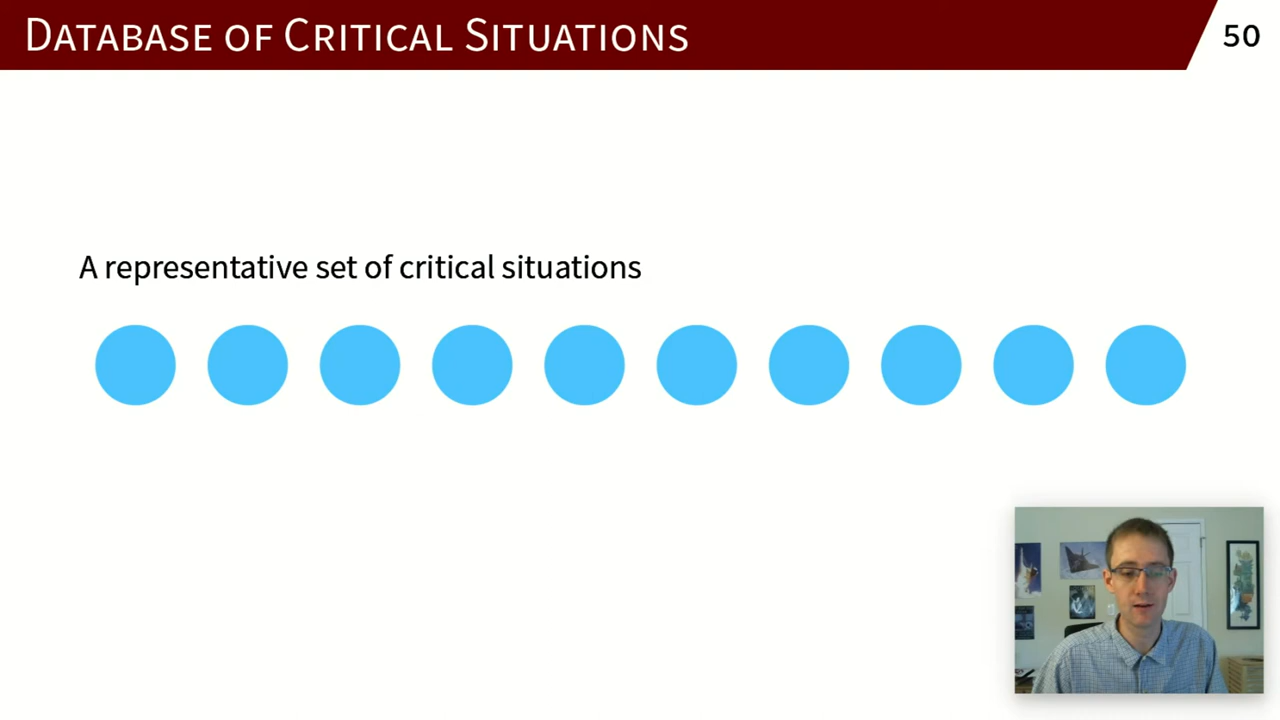 Database of Critical Situations
50
A representative set of critical situations